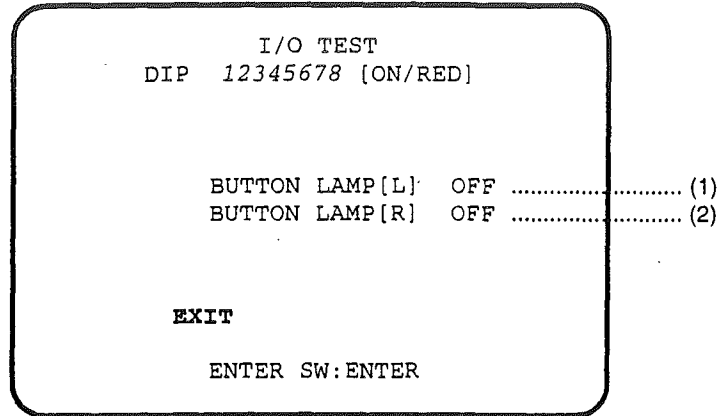 I/O TEST
DIP 12345678 [ON/RED]
BUTTON LAMP[L] OFF .......................... (1)
BUTTON LAMP[R] OFF .......................... (2)
EXIT
ENTER SW:ENTER